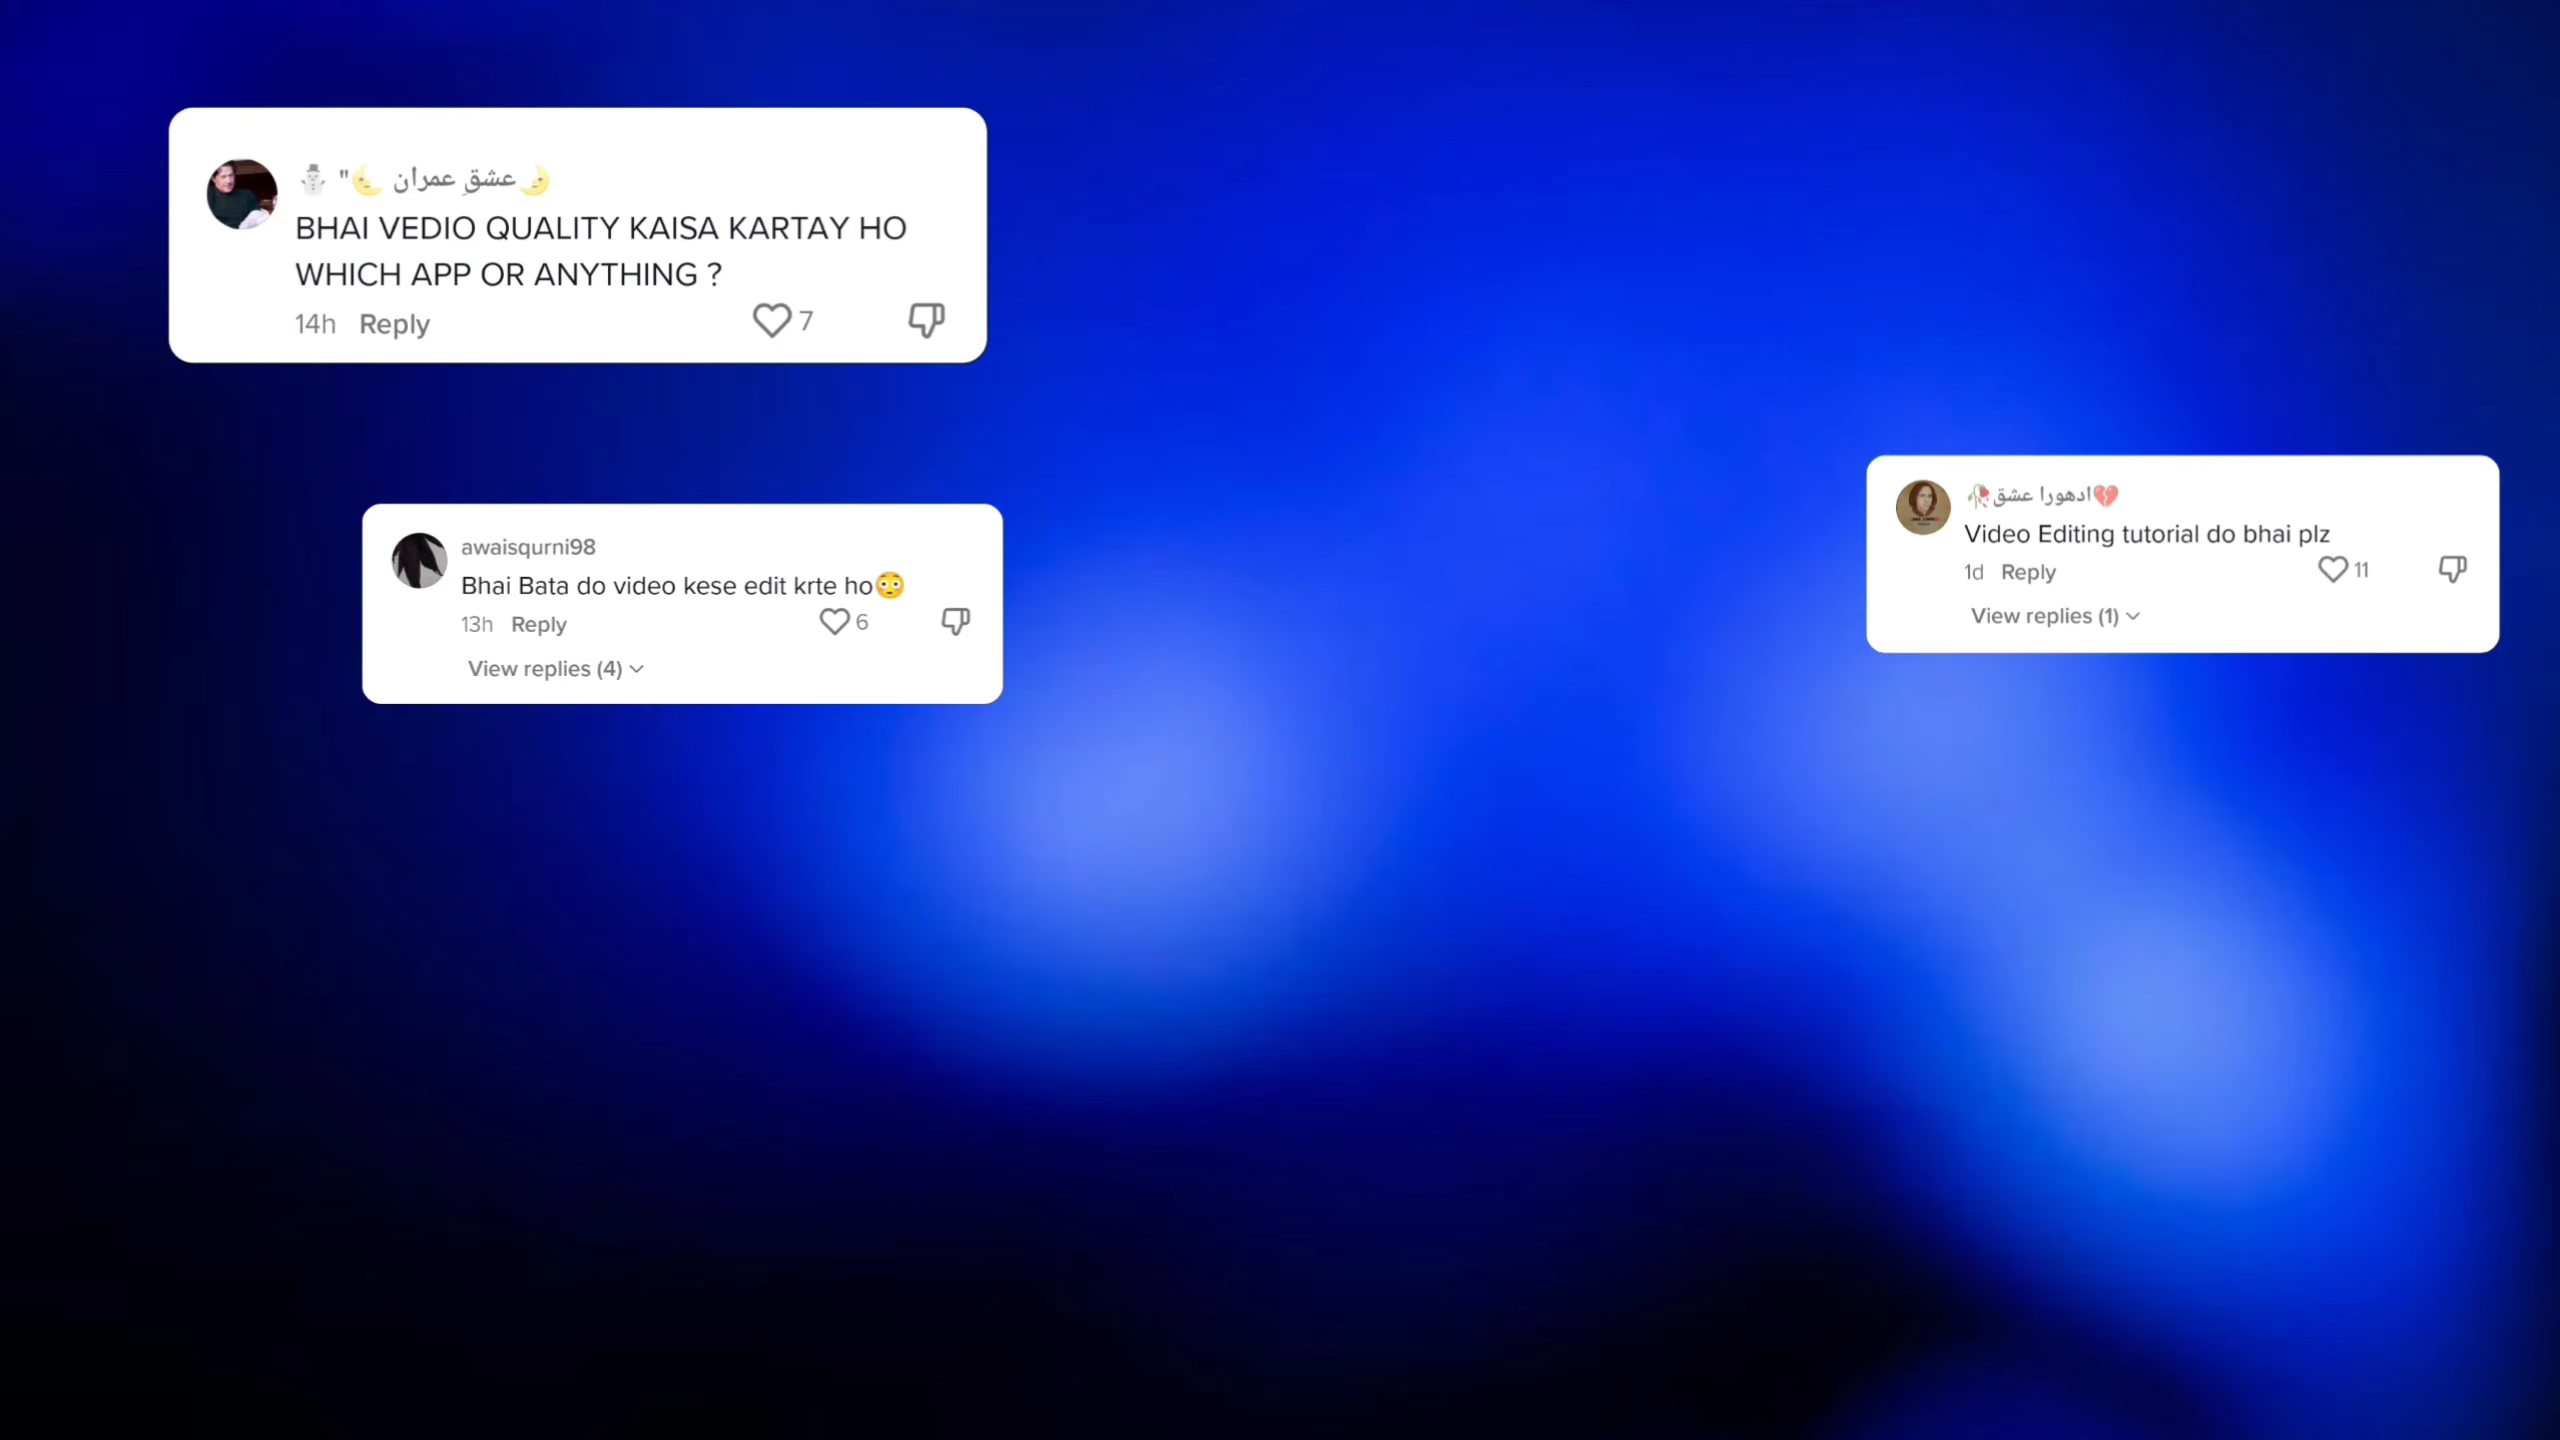 ⛄ "🌜 عشقِ عمران🌛
BHAI VEDIO QUALITY KAISA KARTAY HO
WHICH APP OR ANYTHING ?
14h Reply 7
awaisqurni98
Bhai Bata do video kese edit krte ho😳
13h Reply 6
View replies (4)
🥀ادھورا عشق💔
Video Editing tutorial do bhai plz
1d Reply 11
View replies (1)